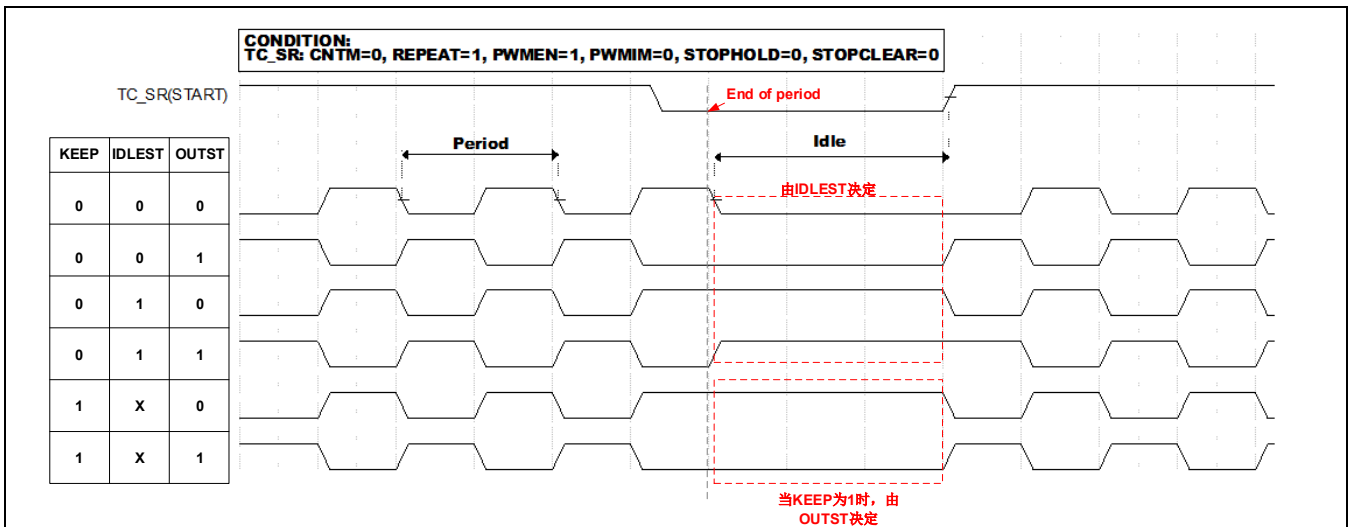 CONDITION:
TC_SR: CNTM=0, REPEAT=1, PWMEN=1, PWMIM=0, STOPHOLD=0, STOPCLEAR=0
TC_SR(START)
End of period
Period
Idle
KEEP IDLEST OUTST
由IDLEST决定
0 0 0
0 0 1
0 1 0
0 1 1
1 X 0
1 X 1
当KEEP为1时，由
OUTST决定